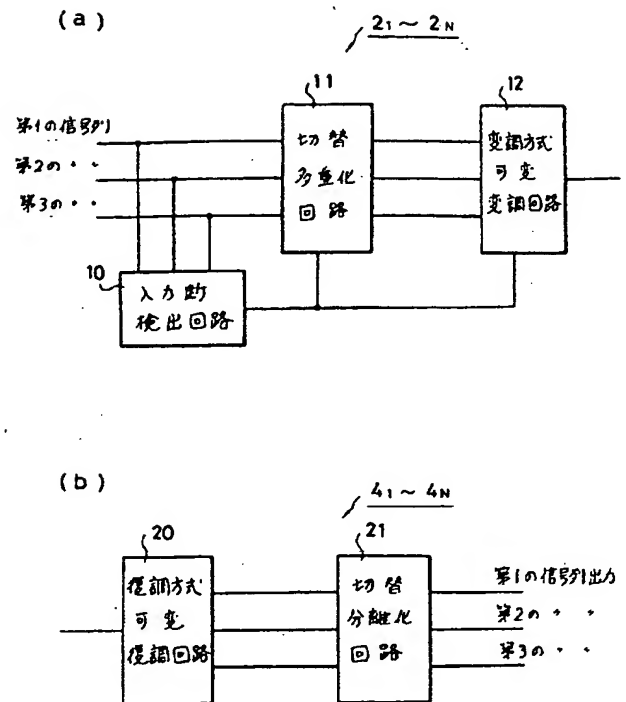 (a)
2₁ ~ 2ɴ
11
12
第1の信号列
第2の〃〃
第3の〃〃
切替
多重化
回路
変調方式
可変
変調回路
10
入力断
検出回路
(b)
4₁ ~ 4ɴ
20
21
復調方式
可変
復調回路
切替
分離化
回路
第1の信号列出力
第2の〃〃
第3の〃〃